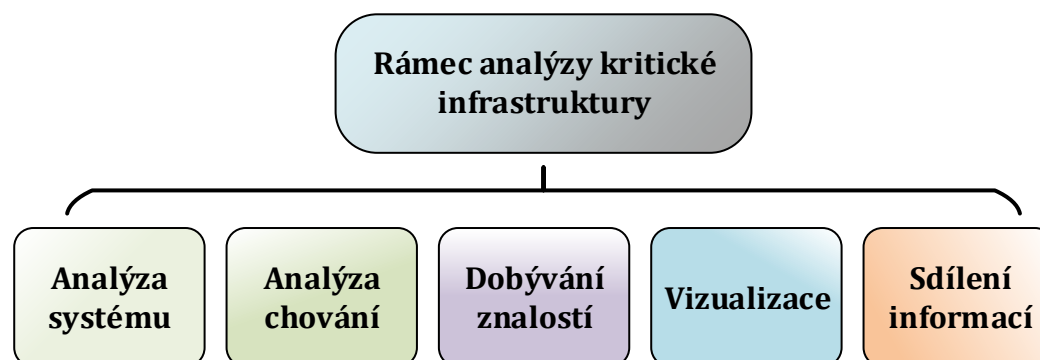 Rámec analýzy kritické
infrastruktury
Analýza
systému
Analýza
chování
Dobývání
znalostí
Vizualizace
Sdílení
informací